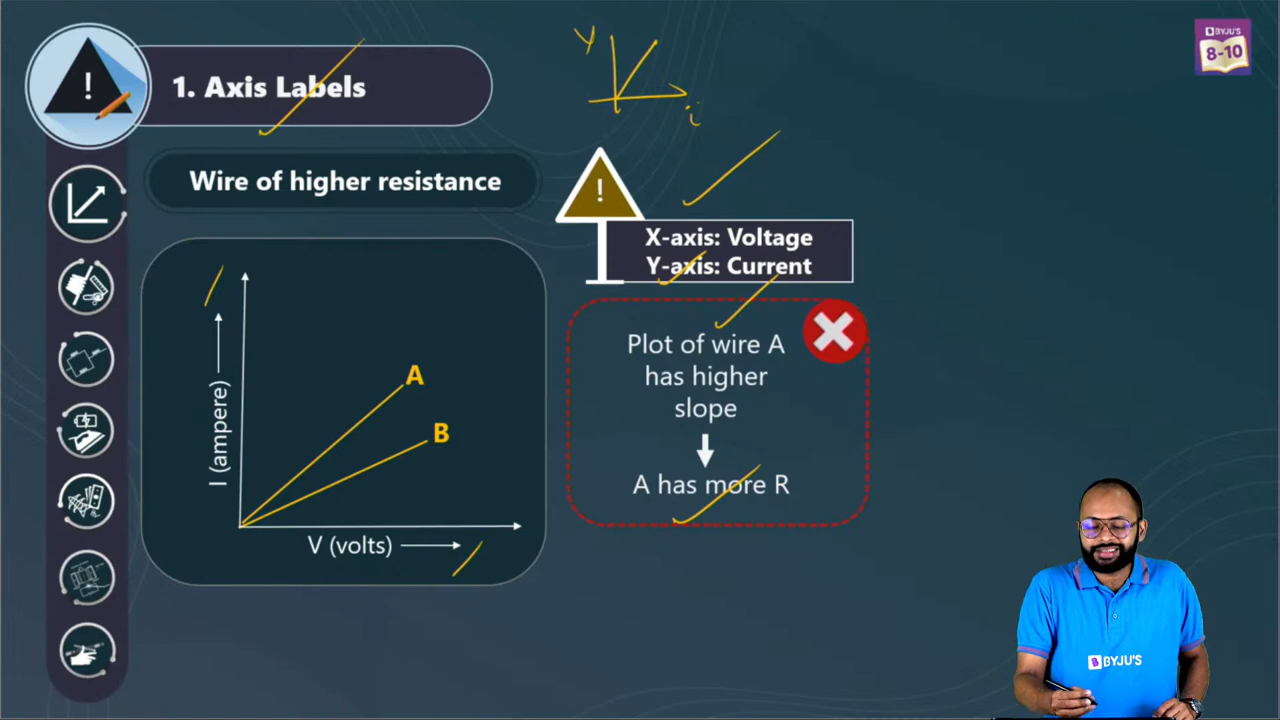 BYJU'S
8-10
!
1. Axis Labels
Y
i
Wire of higher resistance
!
X-axis: Voltage
Y-axis: Current
Plot of wire A
has higher
slope
A has more R
I (ampere)
A
B
V (volts)
BYJU'S